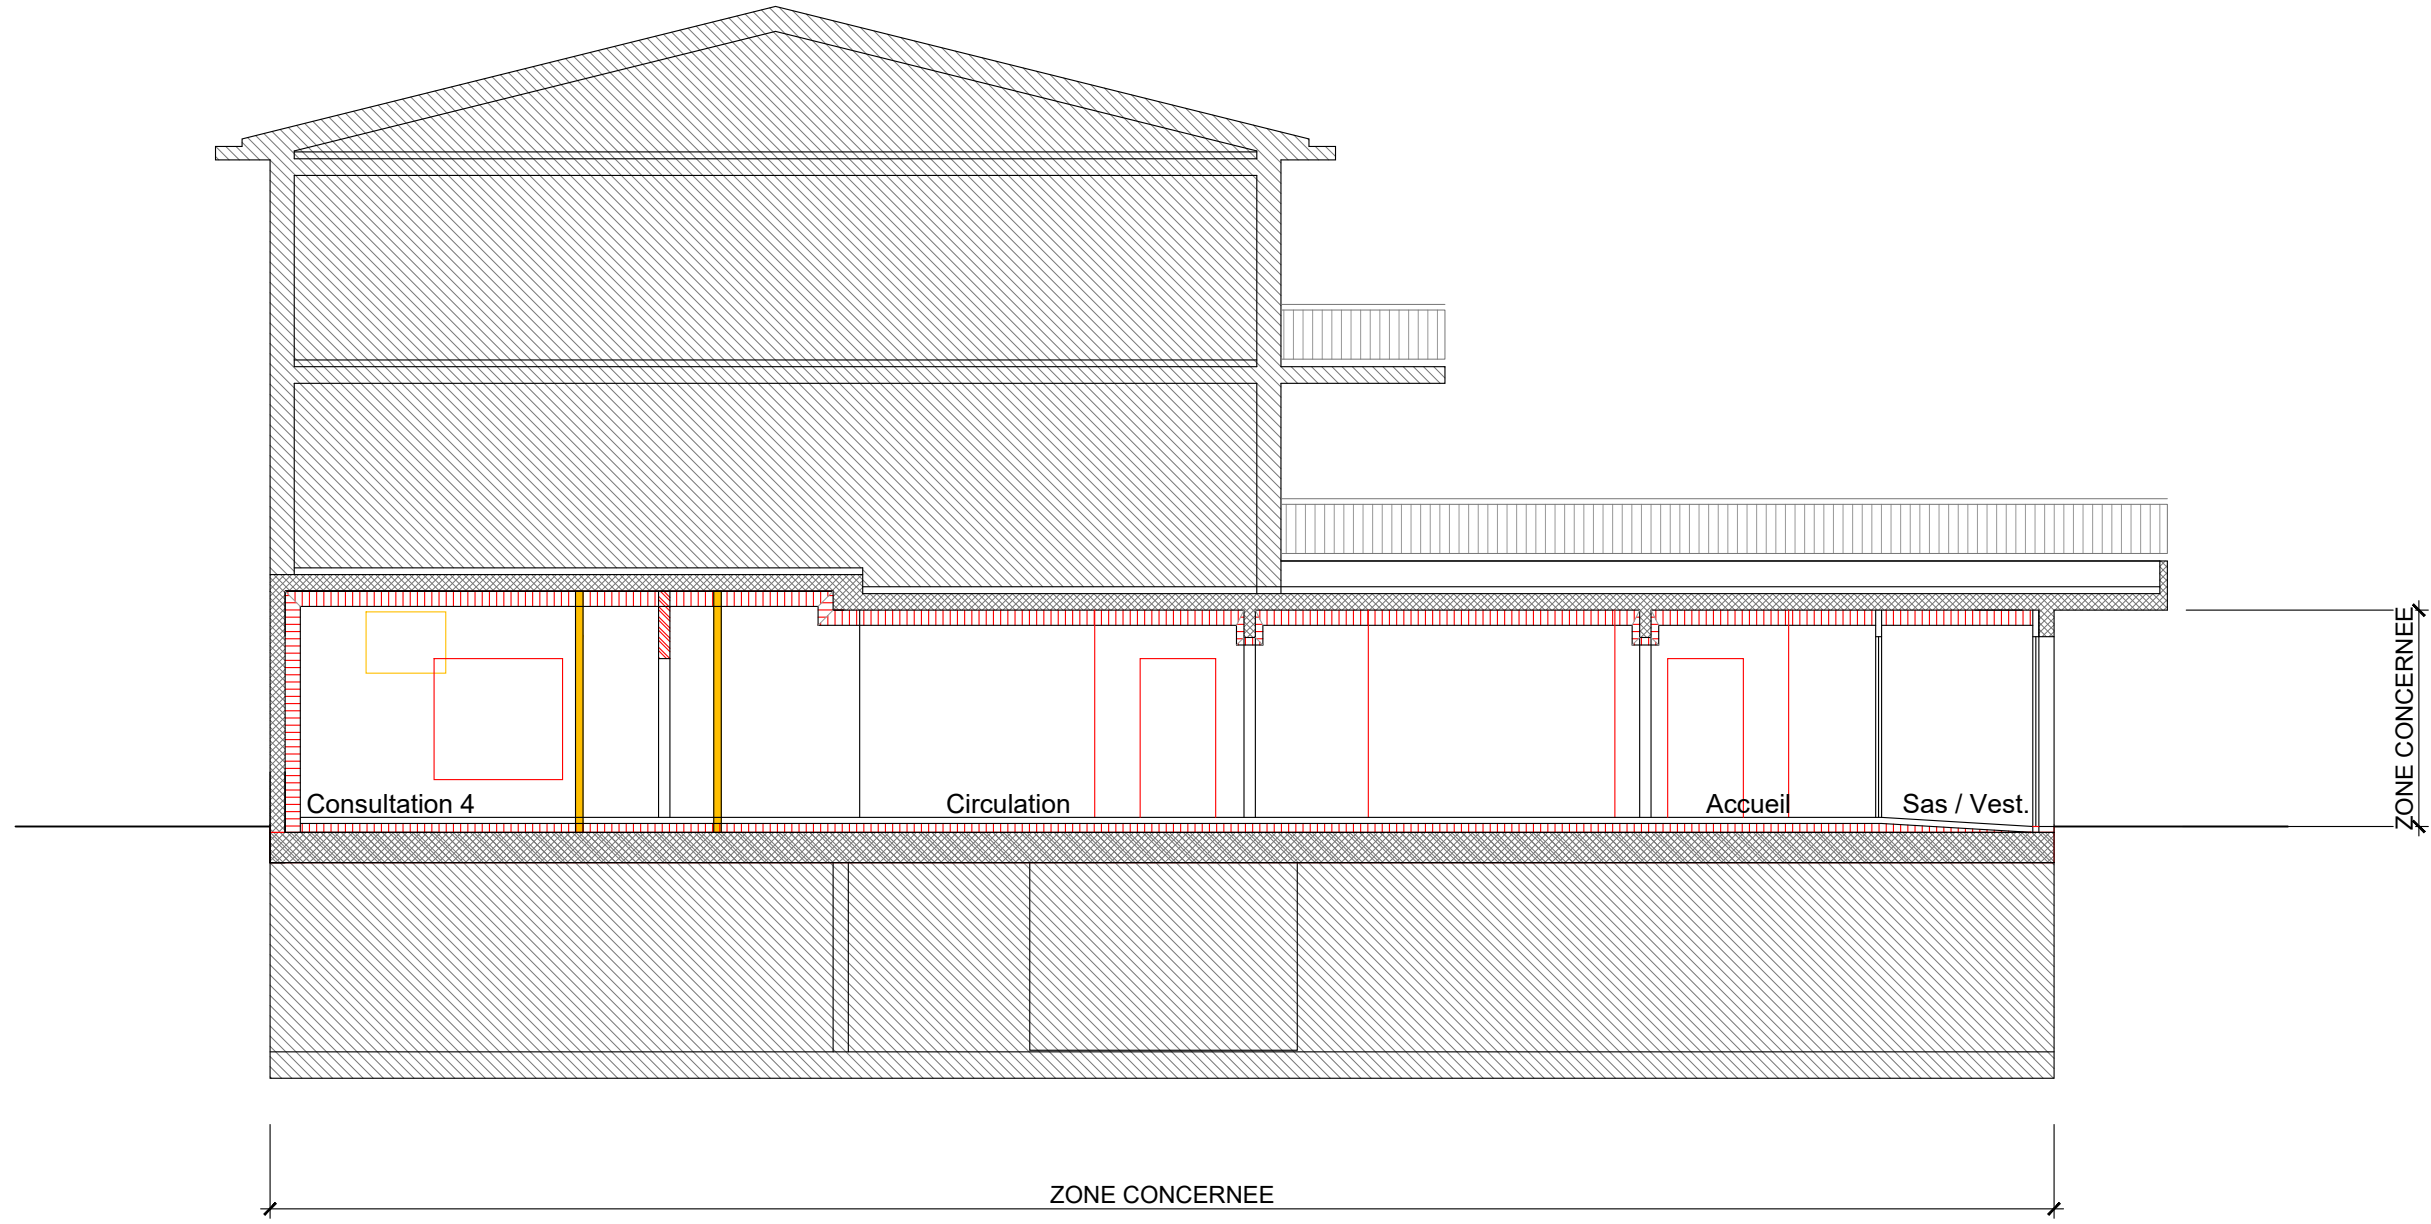 Consultation 4
Circulation
Accueil
Sas / Vest.
ZONE CONCERNEE
ZONE CONCERNEE